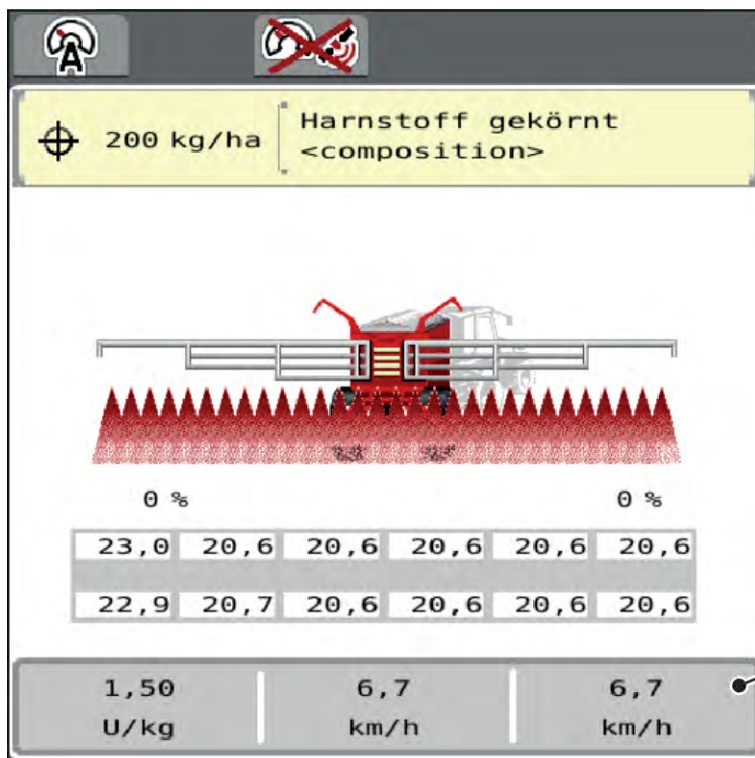 A
200 kg/ha
Harnstoff gekörnt
<composition>
0 % 0 %
23,0 20,6 20,6 20,6 20,6 20,6
22,9 20,7 20,6 20,6 20,6 20,6
1,50 6,7 6,7
U/kg km/h km/h